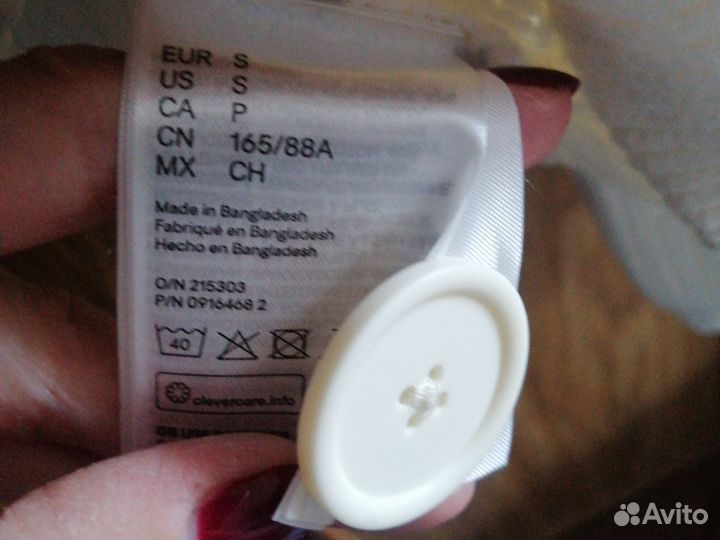 EUR S
US S
CA P
CN 165/88A
MX CH
Made in Bangladesh
Fabriqué en Bangladesh
Hecho en Bangladesh
O/N 215303
P/N 0916468 2
40
clevercare.info
Avito